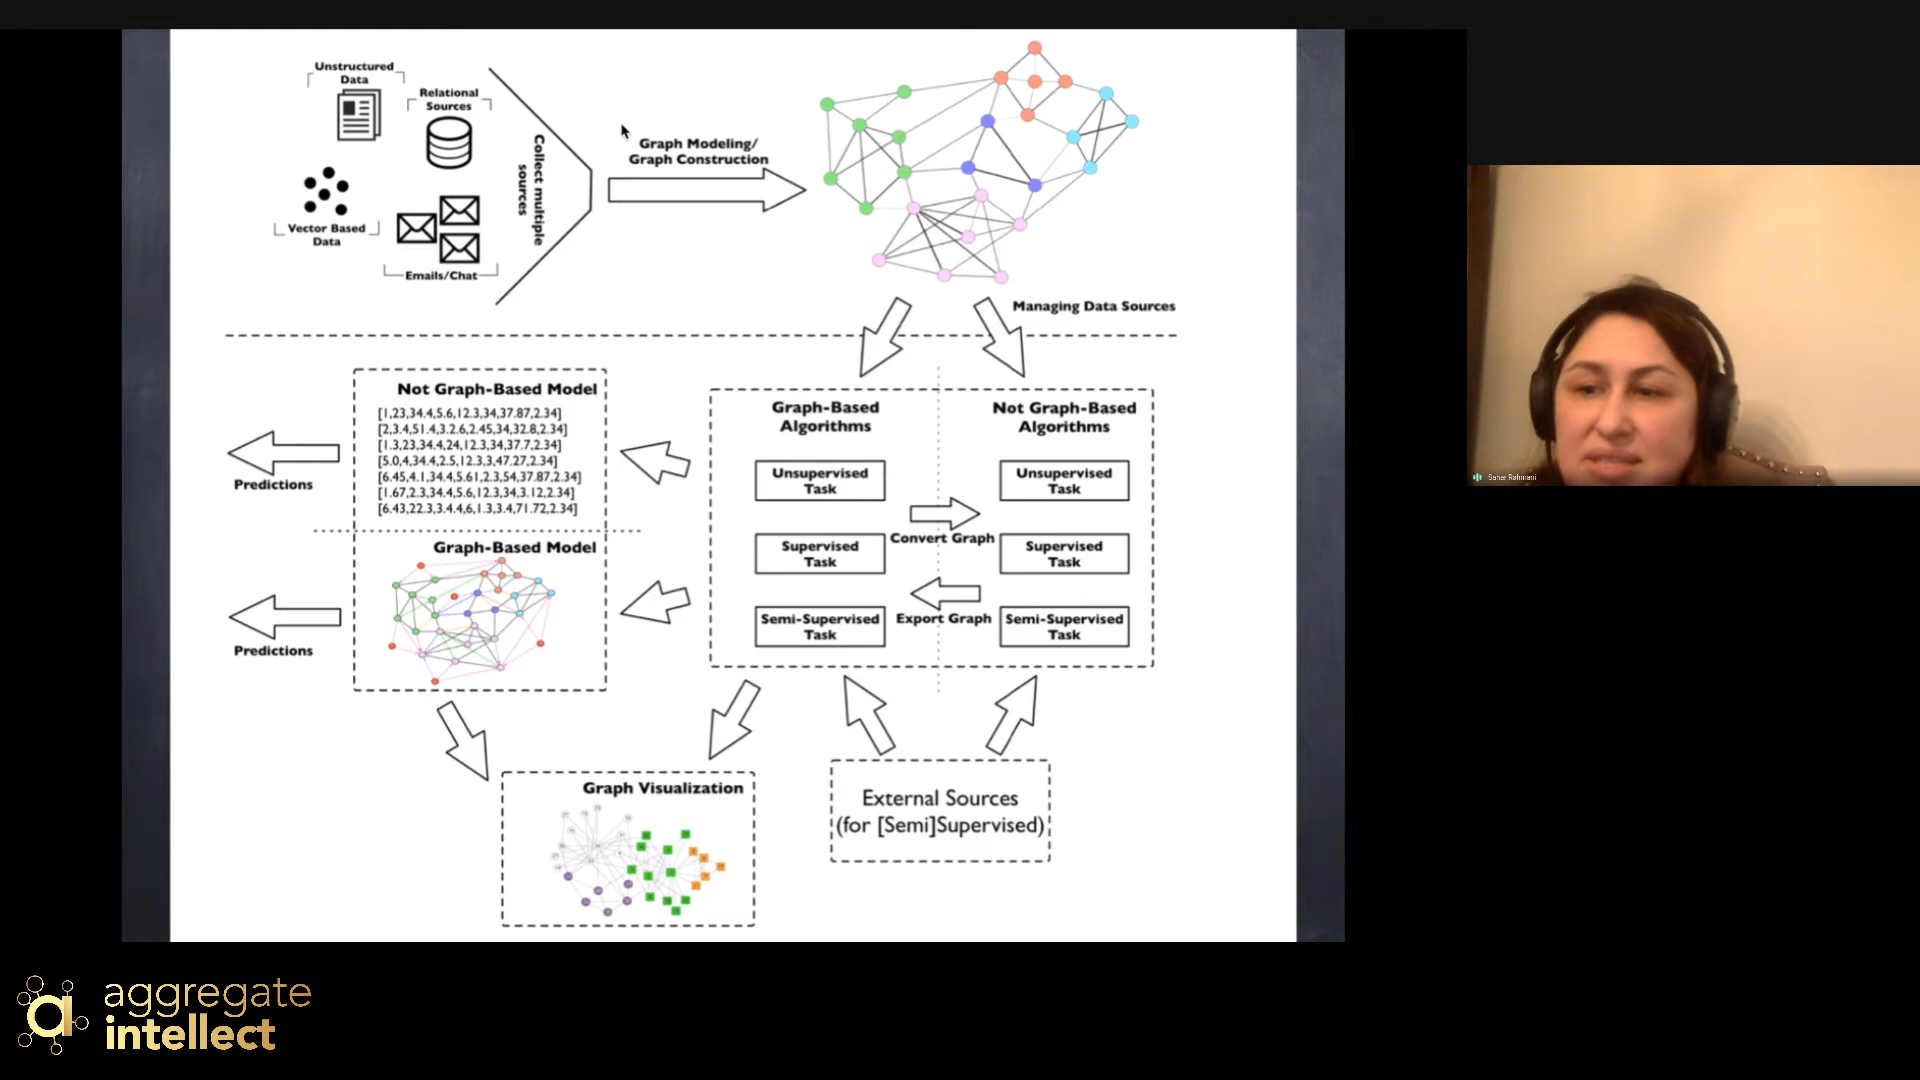 Unstructured
Data
Relational
Sources
Vector Based
Data
Emails/Chat
Collect multiple
sources
Graph Modeling/
Graph Construction
Managing Data Sources
Not Graph-Based Model
[1,23,34.4,5.6,12.3,34,37.87,2.34]
[2,3.4,51.4,3.2.6,2.45,34,32.8,2.34]
[1.3,23,34.4,24,12.3,34,37.7,2.34]
[5.0,4,34.4,2.5,12.3,3,47.27,2.34]
[6.45,4.1,34.4,5.61,2.3,54,37.87,2.34]
[1.67,2.3,34.4,5.6,12.3,34,3.12,2.34]
[6.43,22.3,3.4.4,6,1.3,3.4,71.72,2.34]
Predictions
Graph-Based Model
Predictions
Graph-Based
Algorithms
Unsupervised
Task
Supervised
Task
Semi-Supervised
Task
Convert Graph
Export Graph
Not Graph-Based
Algorithms
Unsupervised
Task
Supervised
Task
Semi-Supervised
Task
Graph Visualization
External Sources
(for [Semi]Supervised)
Sahar Rahmani
aggregate
intellect